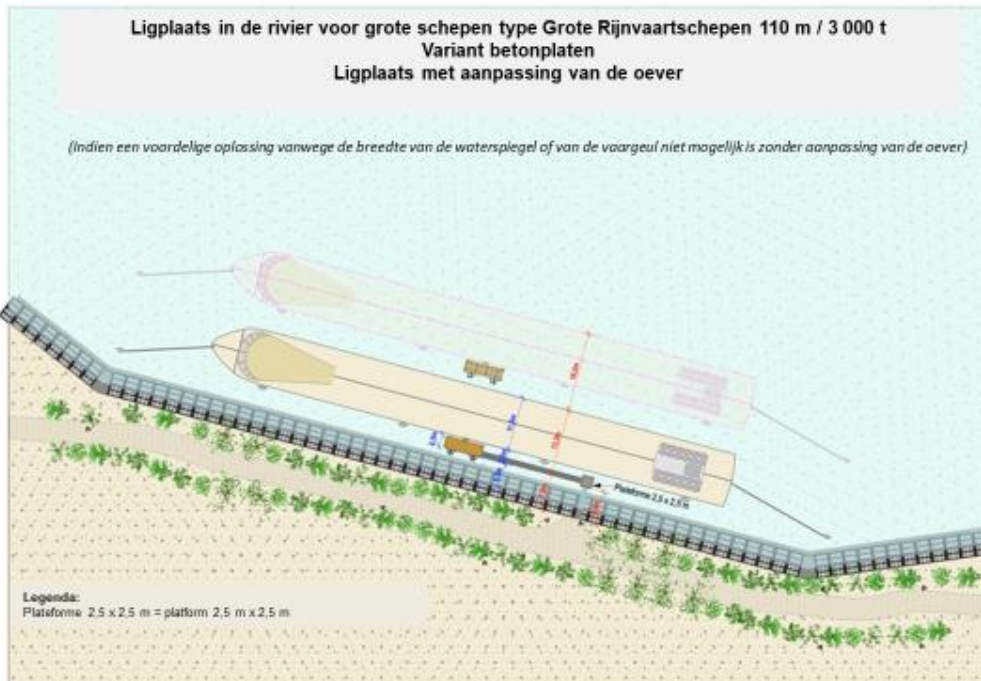 Ligplaats in de rivier voor grote schepen type Grote Rijnvaartschepen 110 m / 3 000 t
Variant betonplaten
Ligplaats met aanpassing van de oever
(Indien een voordelige oplossing vanwege de breedte van de waterspiegel of van de vaargeul niet mogelijk is zonder aanpassing van de oever)
Plateforme 2,5 x 2,5 m
Legenda:
Plateforme 2,5 x 2,5 m = platform 2,5 m x 2,5 m